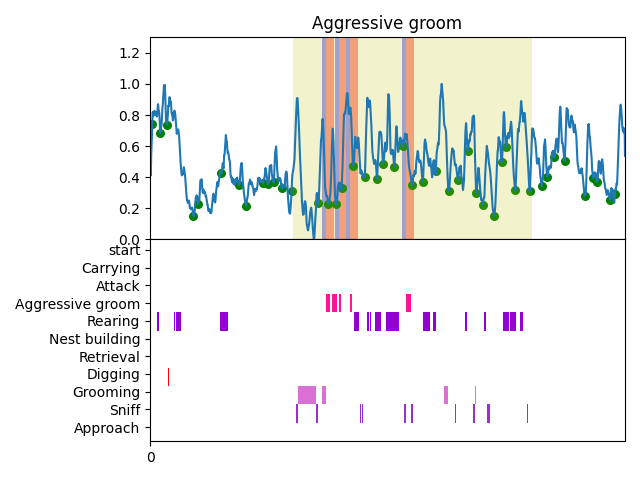 Aggressive groom
1.2
1.0
0.8
0.6
0.4
0.2
0.0
start
Carrying
Attack
Aggressive groom
Rearing
Nest building
Retrieval
Digging
Grooming
Sniff
Approach
0